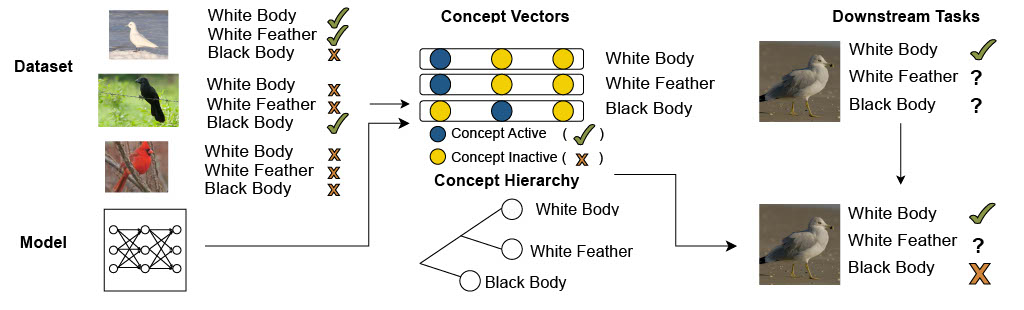 Dataset
White Body
White Feather
Black Body
White Body
White Feather
Black Body
White Body
White Feather
Black Body
Model
Concept Vectors
White Body
White Feather
Black Body
Concept Active ( )
Concept Inactive ( )
Concept Hierarchy
White Body
White Feather
Black Body
Downstream Tasks
White Body
White Feather ?
Black Body ?
White Body
White Feather ?
Black Body